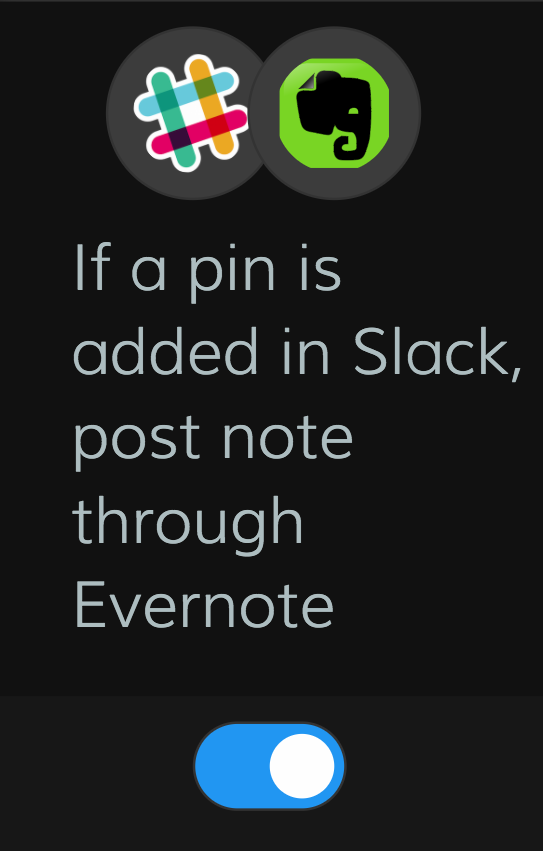 If a pin is
added in Slack,
post note
through
Evernote